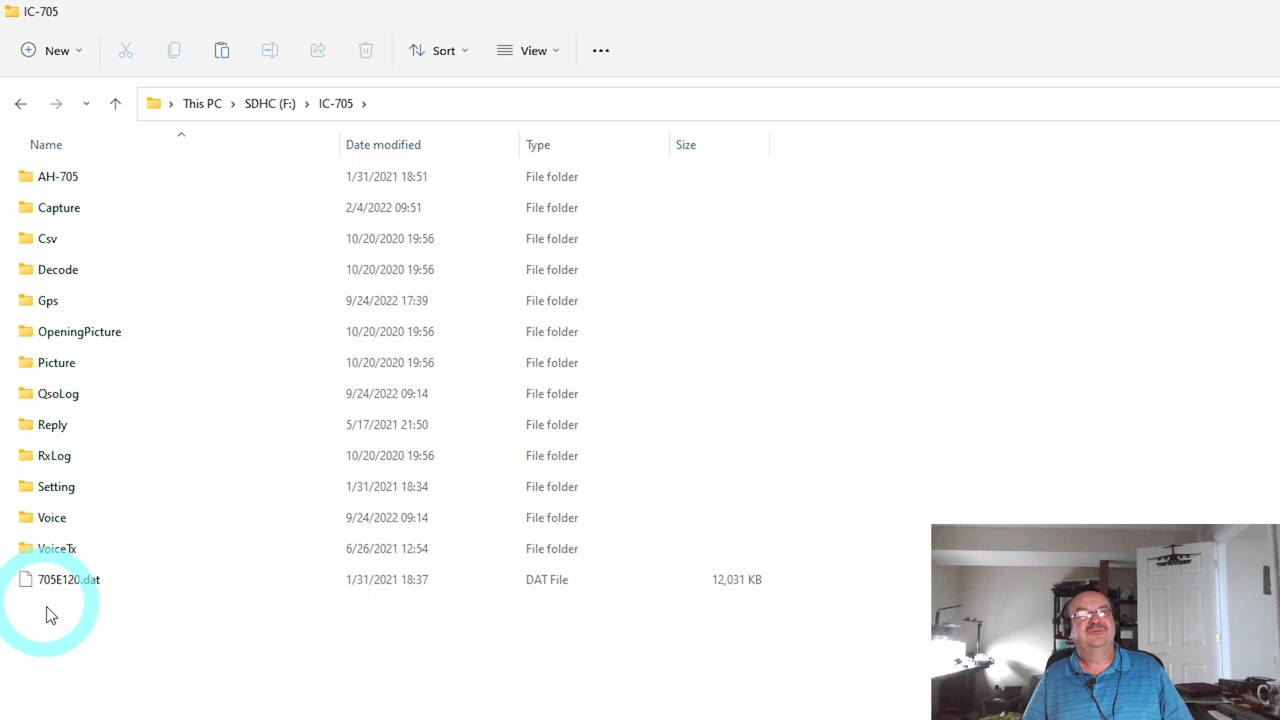 IC-705
New Sort View
This PC SDHC (F:) IC-705
Name Date modified Type Size
AH-705 1/31/2021 18:51 File folder
Capture 2/4/2022 09:51 File folder
Csv 10/20/2020 19:56 File folder
Decode 10/20/2020 19:56 File folder
Gps 9/24/2022 17:39 File folder
OpeningPicture 10/20/2020 19:56 File folder
Picture 10/20/2020 19:56 File folder
QsoLog 9/24/2022 09:14 File folder
Reply 5/17/2021 21:50 File folder
RxLog 10/20/2020 19:56 File folder
Setting 1/31/2021 18:34 File folder
Voice 9/24/2022 09:14 File folder
VoiceTx 6/26/2021 12:54 File folder
705E120.dat 1/31/2021 18:37 DAT File 12,031 KB